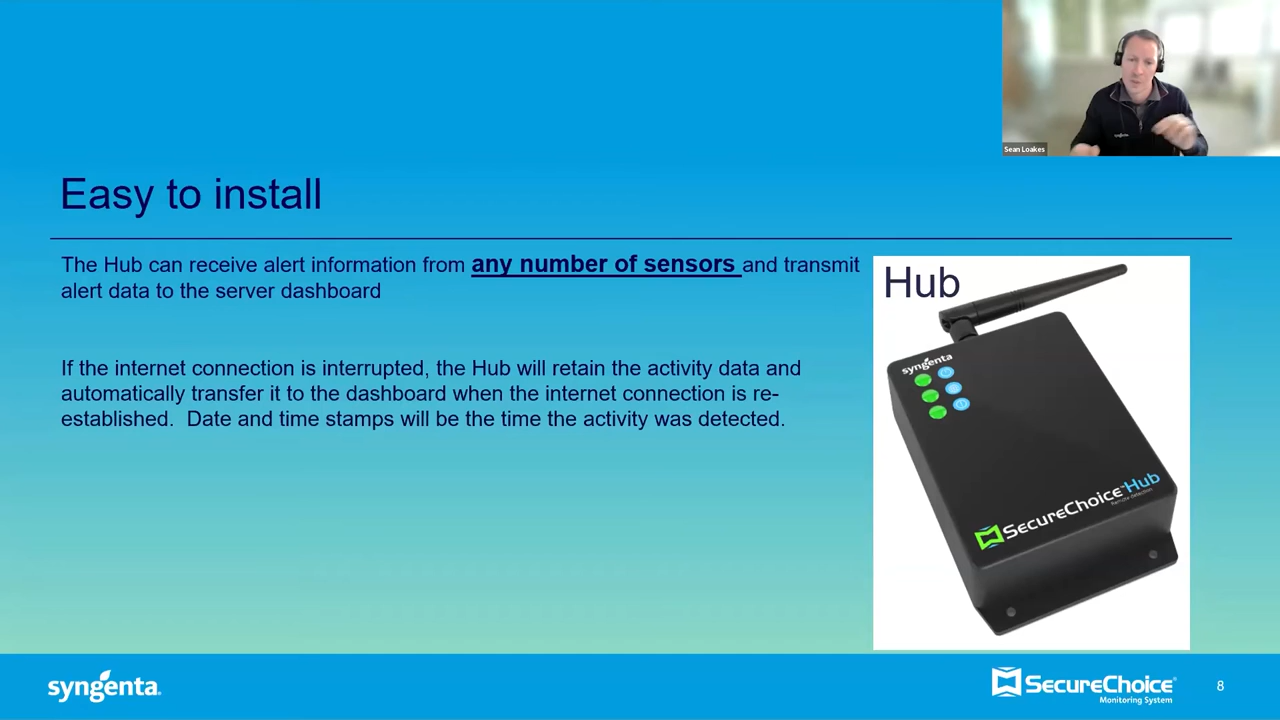 Sean Loakes
Easy to install
The Hub can receive alert information from any number of sensors and transmit
alert data to the server dashboard
If the internet connection is interrupted, the Hub will retain the activity data and
automatically transfer it to the dashboard when the internet connection is re-
established.  Date and time stamps will be the time the activity was detected.
Hub
syngenta
SecureChoice™Hub
Remote detection
syngenta
SecureChoice®
Monitoring System
8